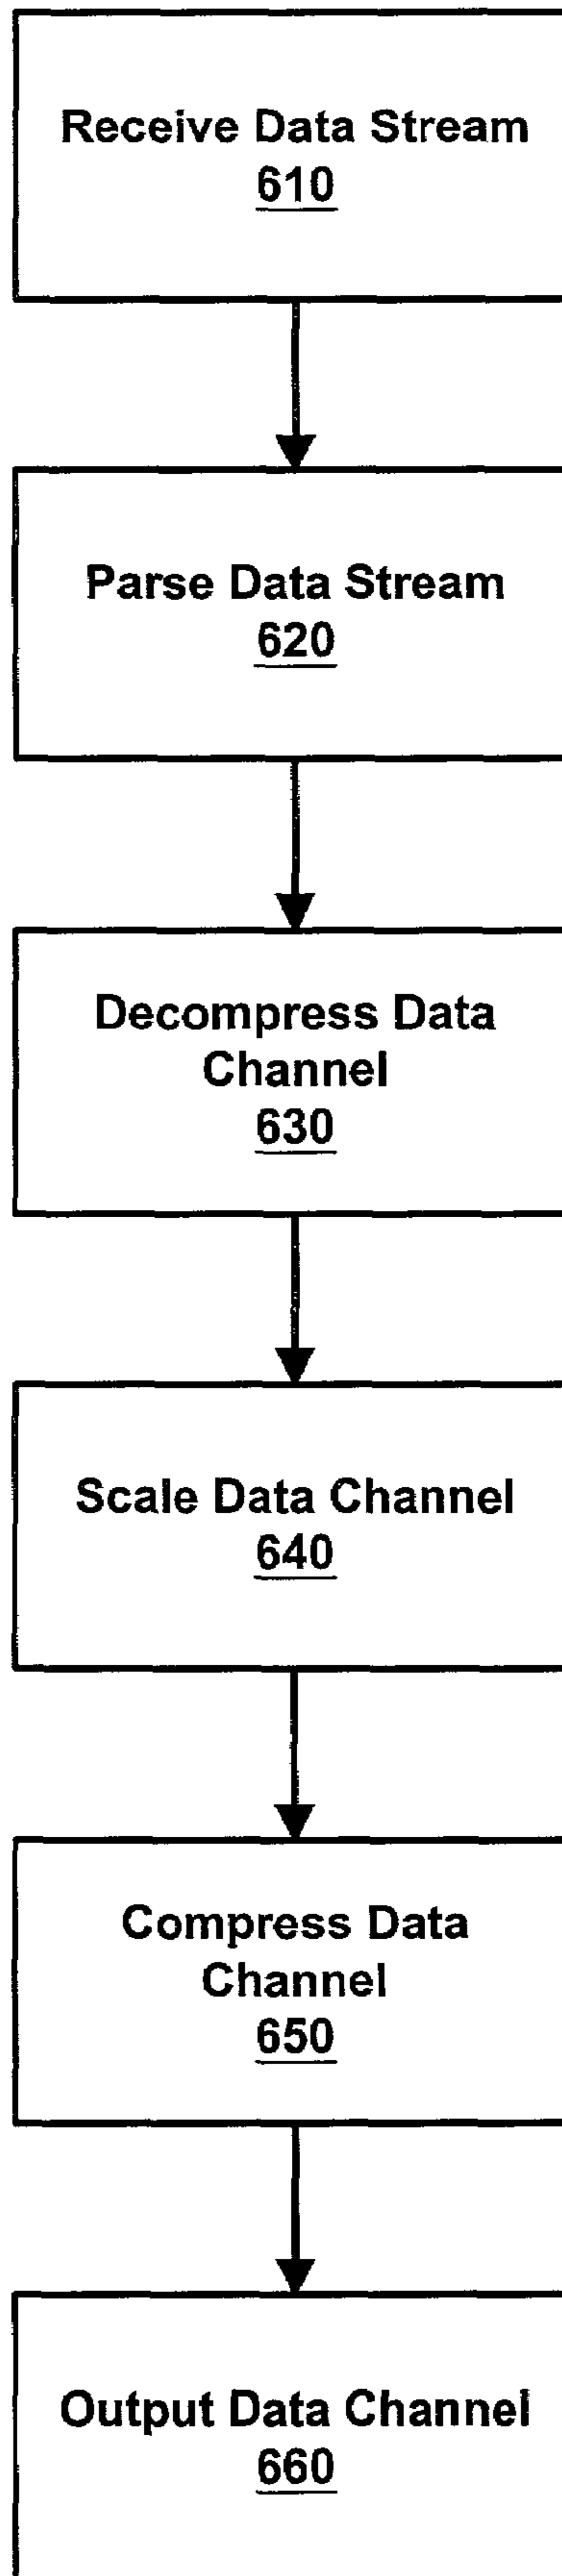 Receive Data Stream
610
Parse Data Stream
620
Decompress Data
Channel
630
Scale Data Channel
640
Compress Data
Channel
650
Output Data Channel
660